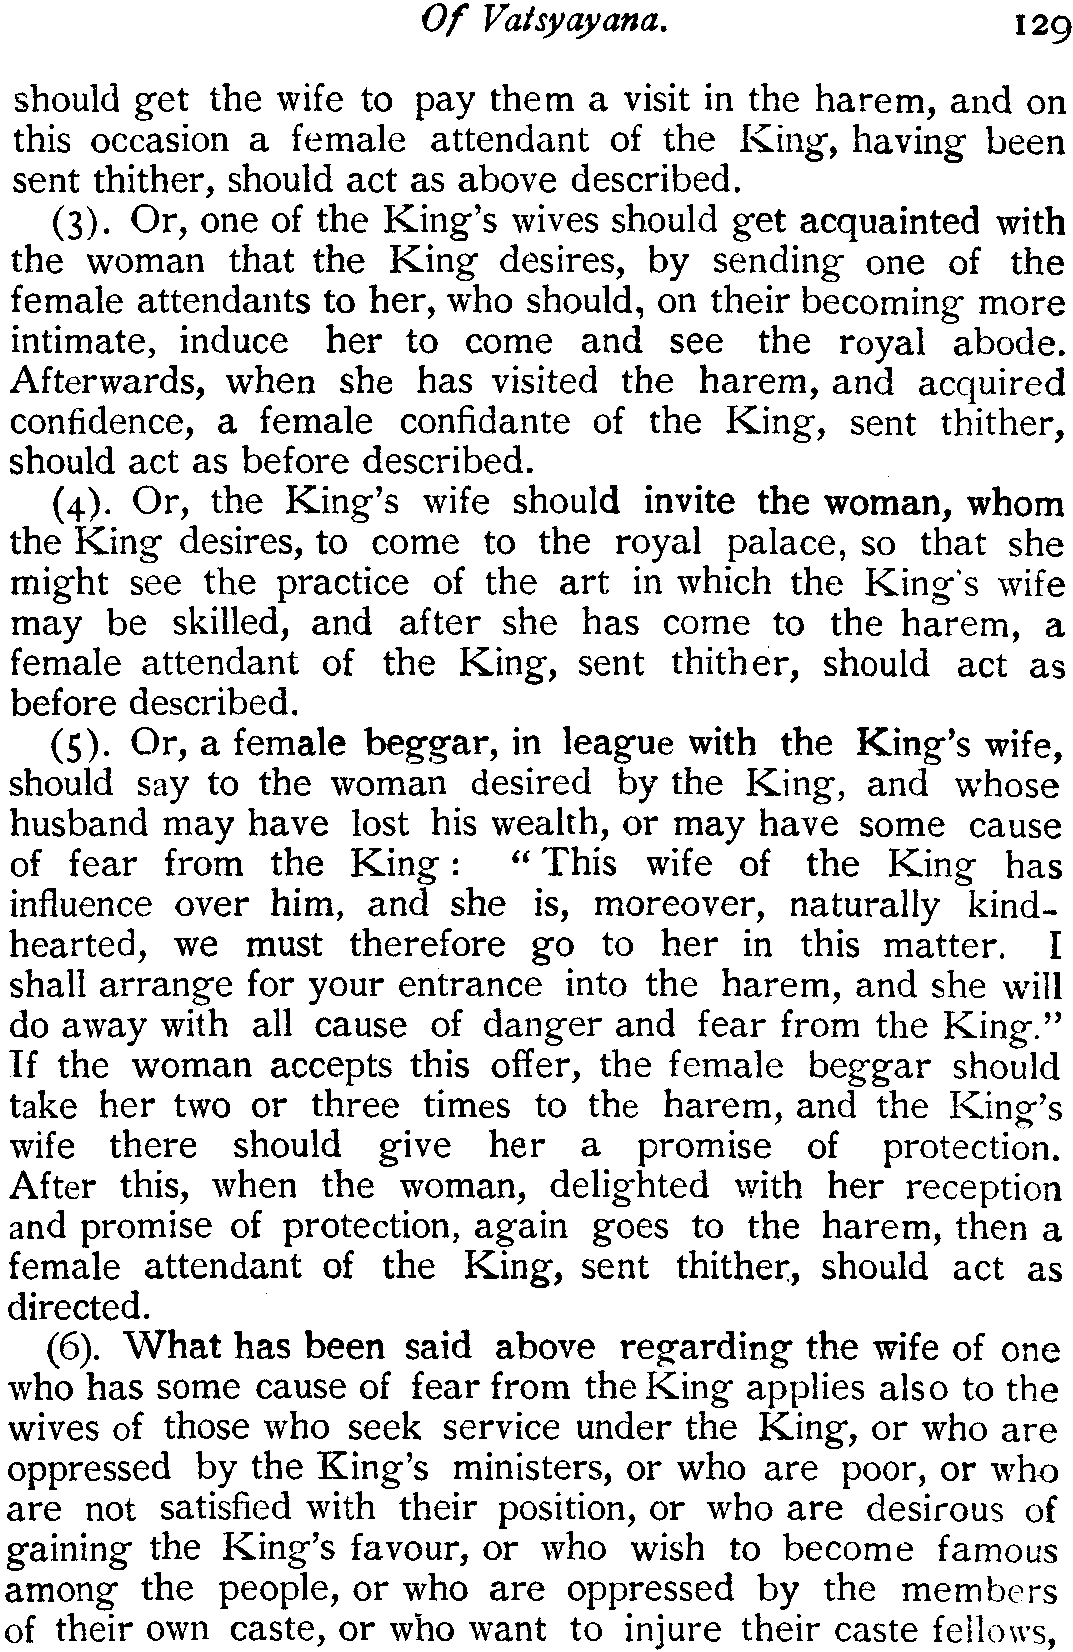 Of Vatsyayana. 129
should get the wife to pay them a visit in the harem, and on
this occasion a female attendant of the King, having been
sent thither, should act as above described.
(3). Or, one of the King's wives should get acquainted with
the woman that the King desires, by sending one of the
female attendants to her, who should, on their becoming more
intimate, induce her to come and see the royal abode.
Afterwards, when she has visited the harem, and acquired
confidence, a female confidante of the King, sent thither,
should act as before described.
(4). Or, the King's wife should invite the woman, whom
the King desires, to come to the royal palace, so that she
might see the practice of the art in which the King's wife
may be skilled, and after she has come to the harem, a
female attendant of the King, sent thither, should act as
before described.
(5). Or, a female beggar, in league with the King's wife,
should say to the woman desired by the King, and whose
husband may have lost his wealth, or may have some cause
of fear from the King : “ This wife of the King has
influence over him, and she is, moreover, naturally kind-
hearted, we must therefore go to her in this matter. I
shall arrange for your entrance into the harem, and she will
do away with all cause of danger and fear from the King.”
If the woman accepts this offer, the female beggar should
take her two or three times to the harem, and the King's
wife there should give her a promise of protection.
After this, when the woman, delighted with her reception
and promise of protection, again goes to the harem, then a
female attendant of the King, sent thither, should act as
directed.
(6). What has been said above regarding the wife of one
who has some cause of fear from the King applies also to the
wives of those who seek service under the King, or who are
oppressed by the King's ministers, or who are poor, or who
are not satisfied with their position, or who are desirous of
gaining the King's favour, or who wish to become famous
among the people, or who are oppressed by the members
of their own caste, or who want to injure their caste fellows,